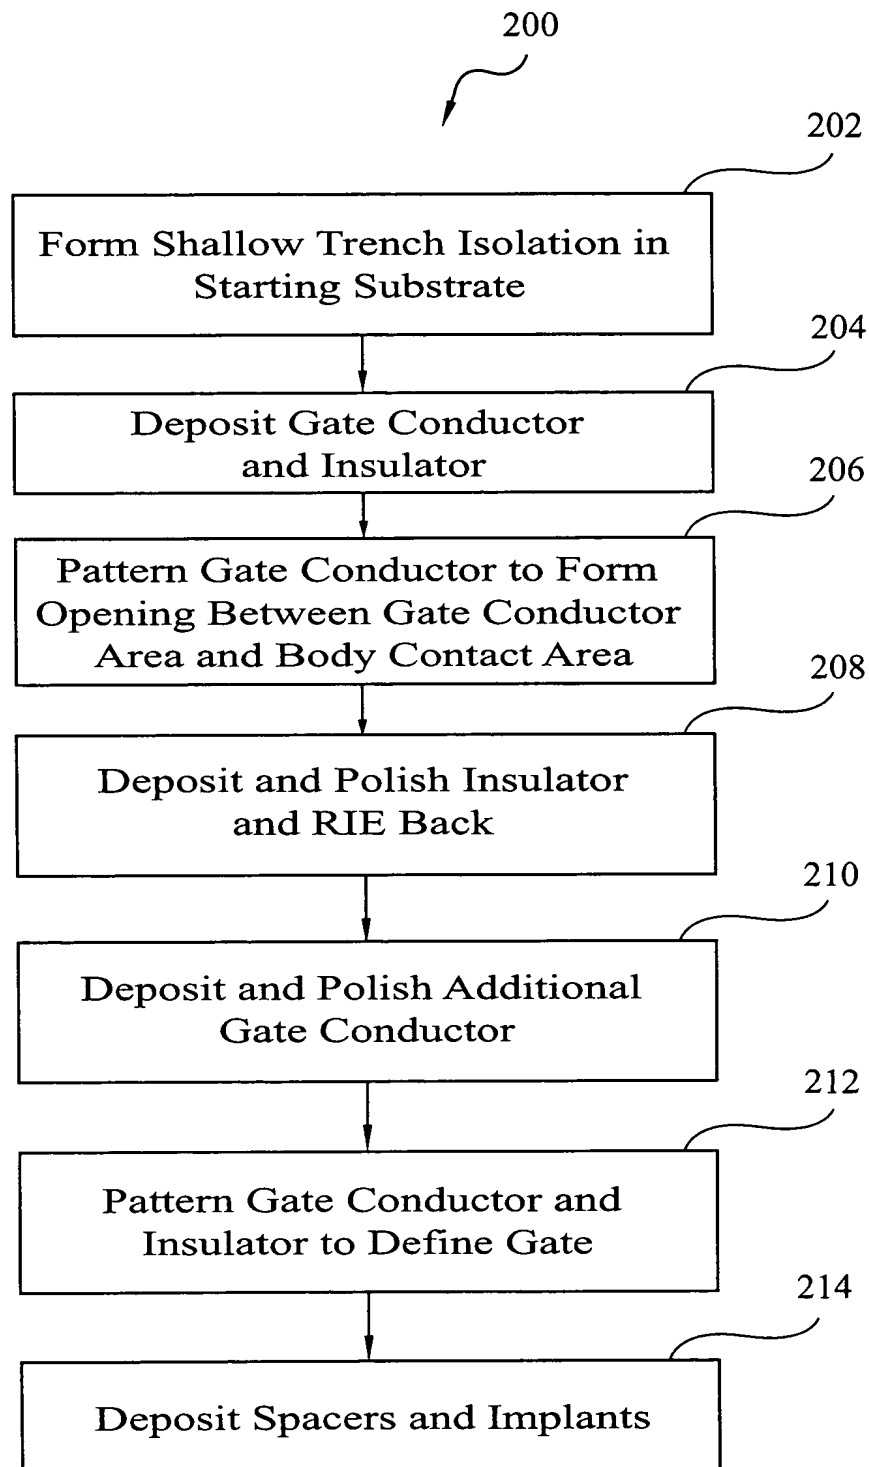 200
202
Form Shallow Trench Isolation in
Starting Substrate
204
Deposit Gate Conductor
and Insulator
206
Pattern Gate Conductor to Form
Opening Between Gate Conductor
Area and Body Contact Area
208
Deposit and Polish Insulator
and RIE Back
210
Deposit and Polish Additional
Gate Conductor
212
Pattern Gate Conductor and
Insulator to Define Gate
214
Deposit Spacers and Implants